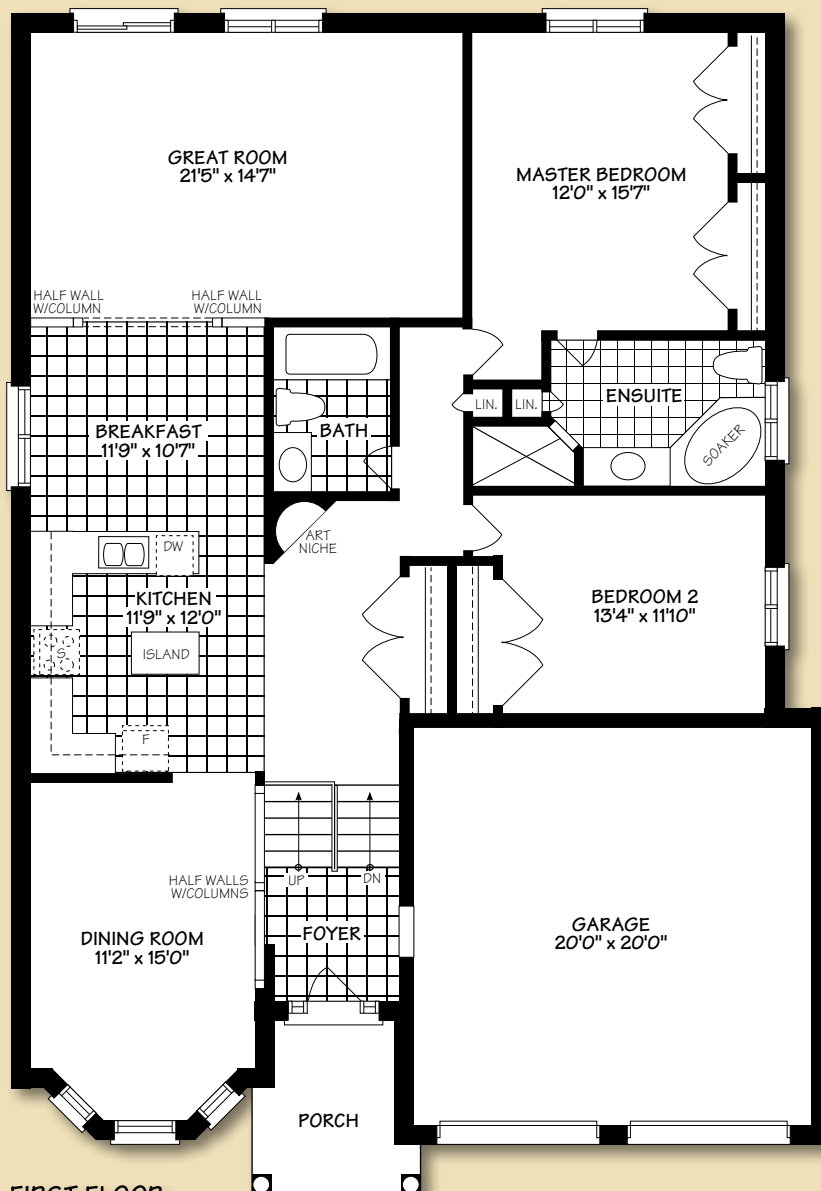 GREAT ROOM
21'5" x 14'7"
MASTER BEDROOM
12'0" x 15'7"
HALF WALL
W/COLUMN
HALF WALL
W/COLUMN
LIN.
LIN.
ENSUITE
SOAKER
BREAKFAST
11'9" x 10'7"
BATH
ART
NICHE
DW
KITCHEN
11'9" x 12'0"
BEDROOM 2
13'4" x 11'10"
S
ISLAND
F
HALF WALLS
W/COLUMNS
UP
DN
FOYER
DINING ROOM
11'2" x 15'0"
GARAGE
20'0" x 20'0"
PORCH
FIRST FLOOR